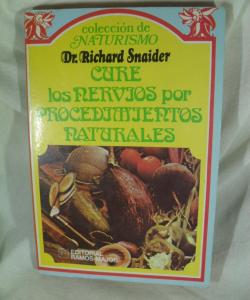 colección de
NATURISMO
Dr. Richard Snaider
CURE
los NERVIOS por
PROCEDIMIENTOS
NATURALES
EDITORIAL
RAMOS-MAJOS